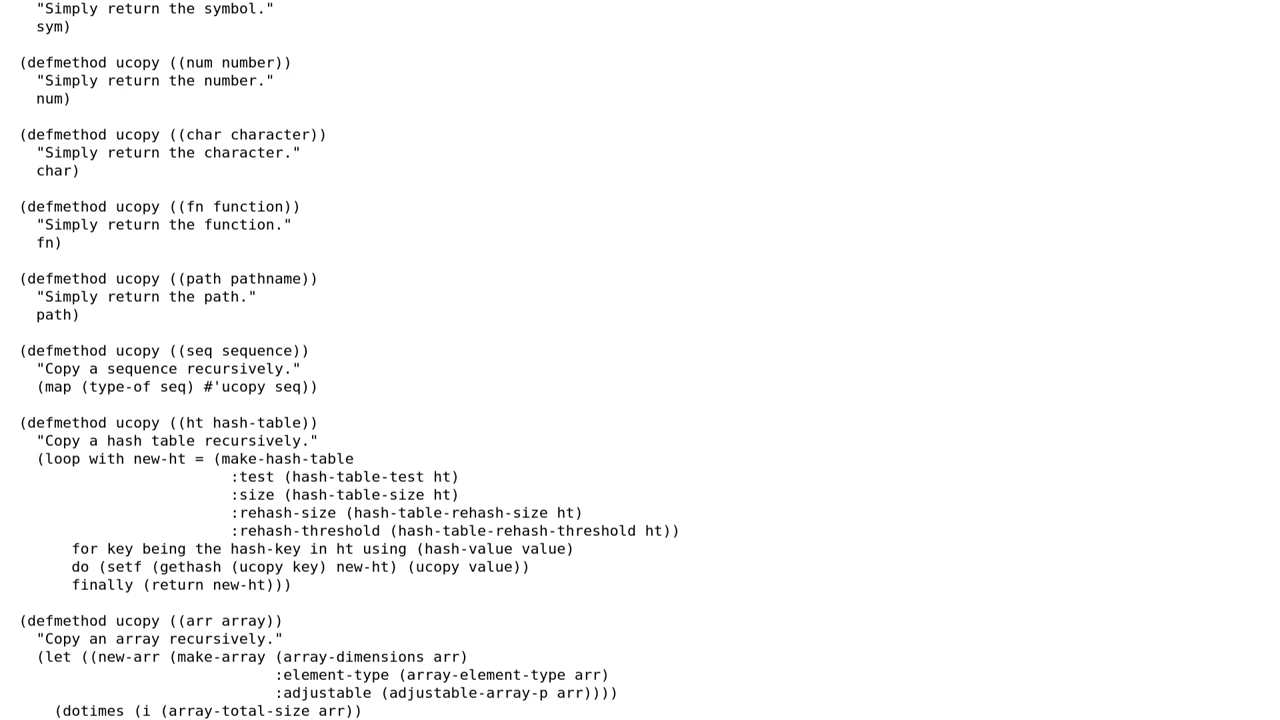 "Simply return the symbol."
sym)
(defmethod ucopy ((num number))
"Simply return the number."
num)
(defmethod ucopy ((char character))
"Simply return the character."
char)
(defmethod ucopy ((fn function))
"Simply return the function."
fn)
(defmethod ucopy ((path pathname))
"Simply return the path."
path)
(defmethod ucopy ((seq sequence))
"Copy a sequence recursively."
(map (type-of seq) #'ucopy seq))
(defmethod ucopy ((ht hash-table))
"Copy a hash table recursively."
(loop with new-ht = (make-hash-table
:test (hash-table-test ht)
:size (hash-table-size ht)
:rehash-size (hash-table-rehash-size ht)
:rehash-threshold (hash-table-rehash-threshold ht))
for key being the hash-key in ht using (hash-value value)
do (setf (gethash (ucopy key) new-ht) (ucopy value))
finally (return new-ht)))
(defmethod ucopy ((arr array))
"Copy an array recursively."
(let ((new-arr (make-array (array-dimensions arr)
:element-type (array-element-type arr)
:adjustable (adjustable-array-p arr))))
(dotimes (i (array-total-size arr))